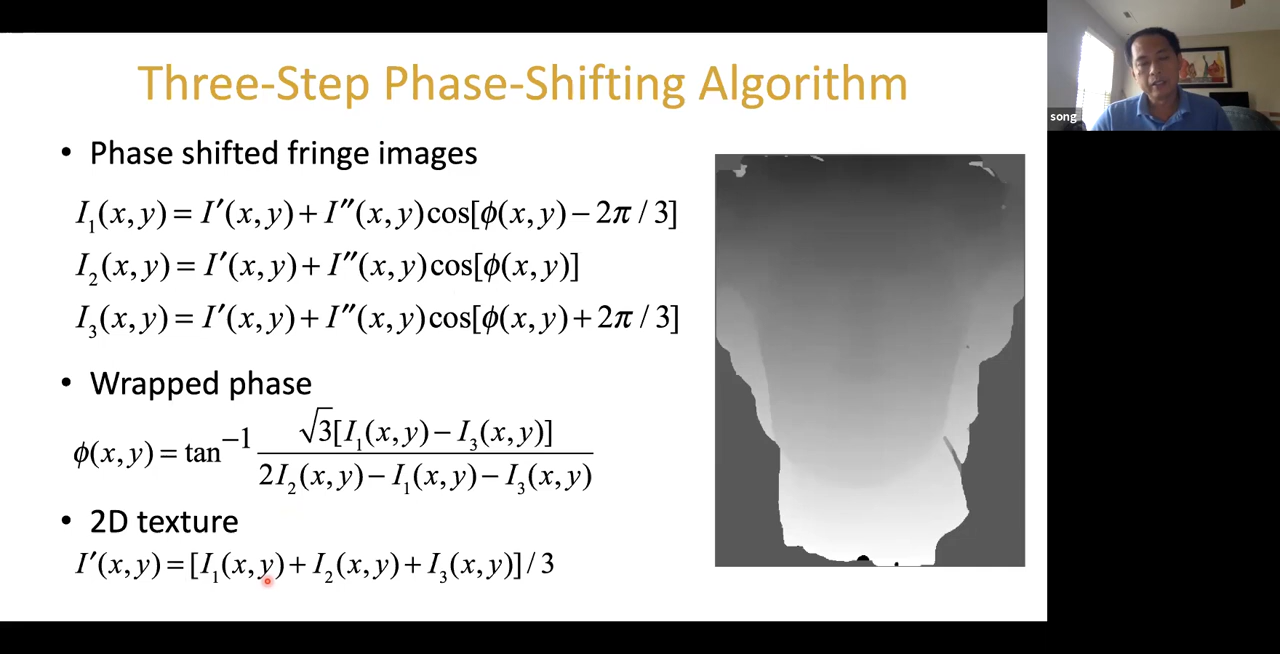 Three-Step Phase-Shifting Algorithm
• Phase shifted fringe images
I₁(x, y) = I′(x, y) + I″(x, y)cos[ϕ(x, y) − 2π / 3]
I₂(x, y) = I′(x, y) + I″(x, y)cos[ϕ(x, y)]
I₃(x, y) = I′(x, y) + I″(x, y)cos[ϕ(x, y) + 2π / 3]
• Wrapped phase
ϕ(x, y) = tan⁻¹ √3[I₁(x, y) − I₃(x, y)] / 2I₂(x, y) − I₁(x, y) − I₃(x, y)
• 2D texture
I′(x, y) = [I₁(x, y) + I₂(x, y) + I₃(x, y)] / 3
song